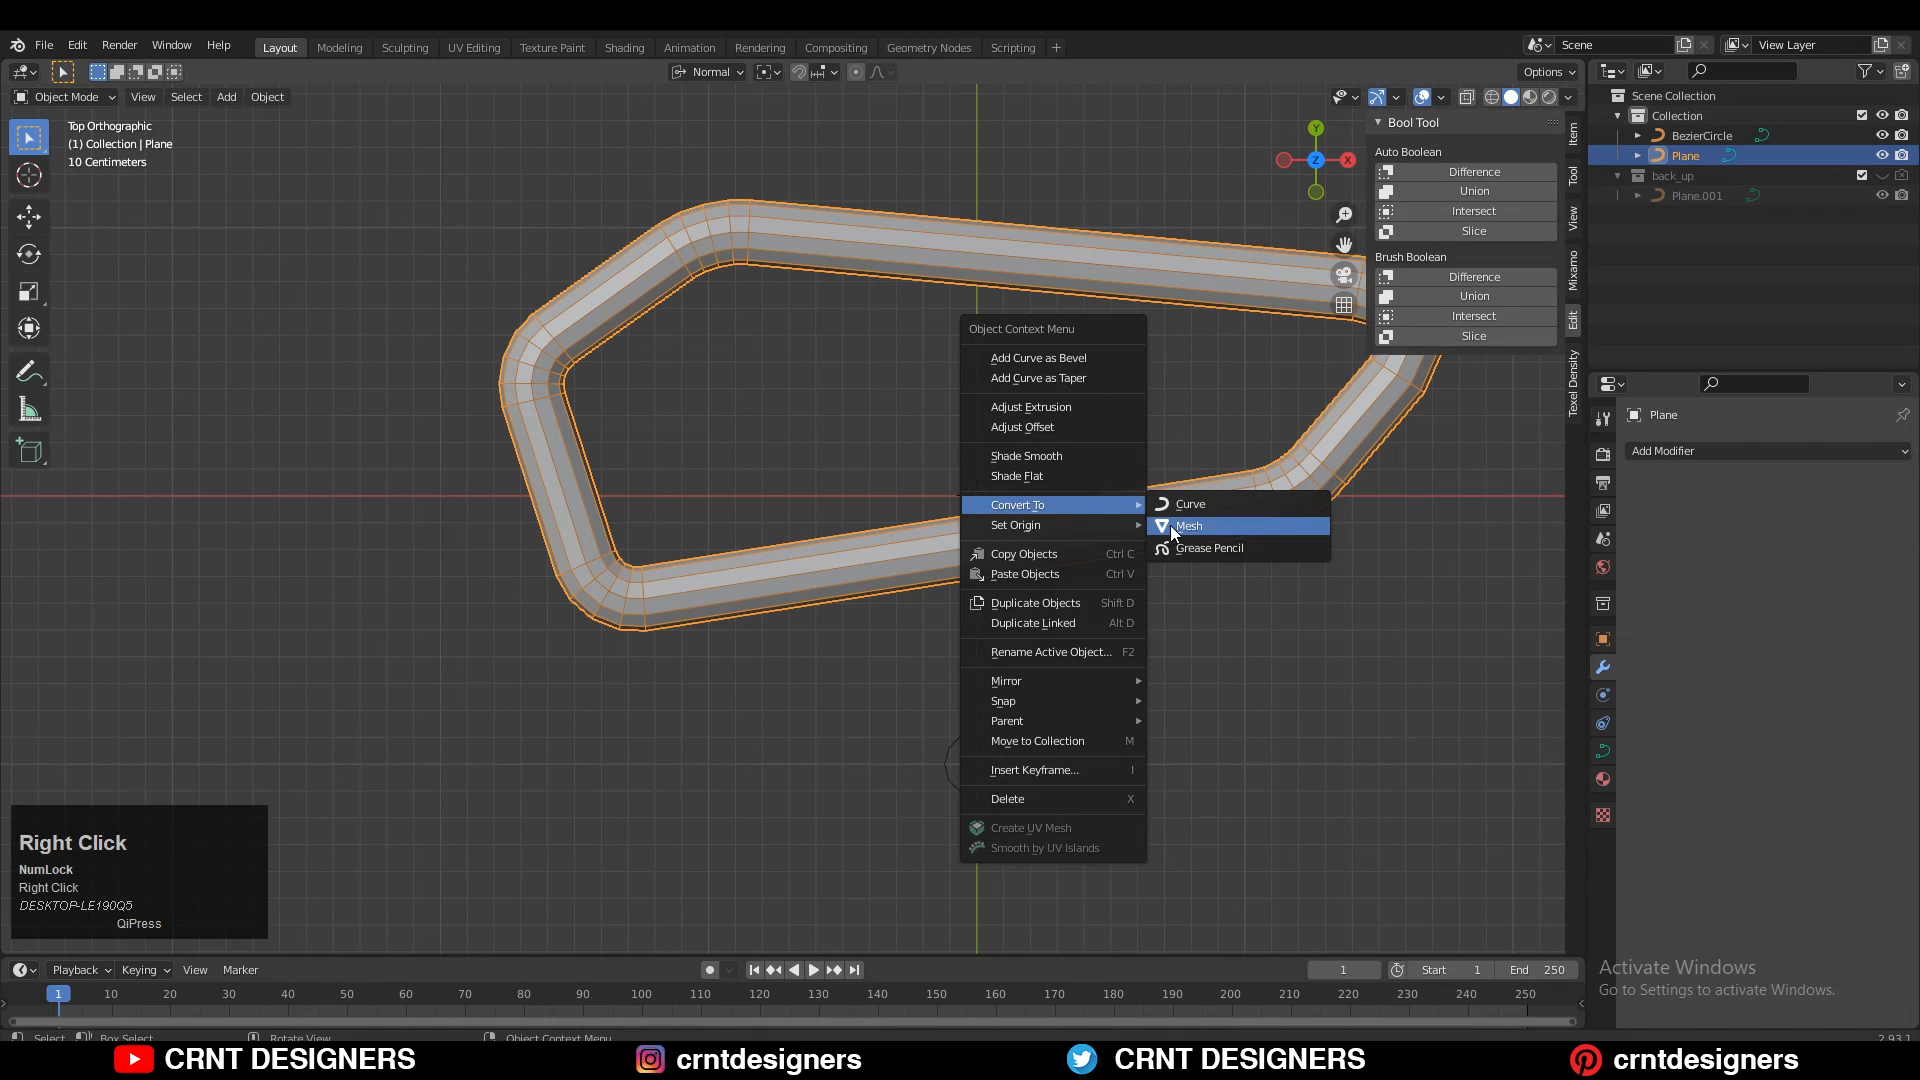 File Edit Render Window Help Layout Modeling Sculpting UV Editing Texture Paint Shading Animation Rendering Compositing Geometry Nodes Scripting + Scene View Layer
Normal Options
Object Mode View Select Add Object
Top Orthographic
(1) Collection | Plane
10 Centimeters
Y
X
Z
Bool Tool
Auto Boolean
Difference
Union
Intersect
Slice
Brush Boolean
Difference
Union
Intersect
Slice
Item
Tool
View
Mixamo
Edit
Texel Density
Scene Collection
Collection
BezierCircle
Plane
back_up
Plane.001
Plane
Add Modifier
Object Context Menu
Add Curve as Bevel
Add Curve as Taper
Adjust Extrusion
Adjust Offset
Shade Smooth
Shade Flat
Convert To
Set Origin
Copy Objects Ctrl C
Paste Objects Ctrl V
Duplicate Objects Shift D
Duplicate Linked Alt D
Rename Active Object... F2
Mirror
Snap
Parent
Move to Collection M
Insert Keyframe... I
Delete X
Create UV Mesh
Smooth by UV Islands
Curve
Mesh
Grease Pencil
Right Click
NumLock
Right Click
DESKTOP-LE190Q5
QiPress
Playback Keying View Marker 1 Start 1 End 250
1 10 20 30 40 50 60 70 80 90 100 110 120 130 140 150 160 170 180 190 200 210 220 230 240 250
Activate Windows
Go to Settings to activate Windows.
Select Box Select Rotate View Object Context Menu 2.93.1
CRNT DESIGNERS crntdesigners CRNT DESIGNERS crntdesigners